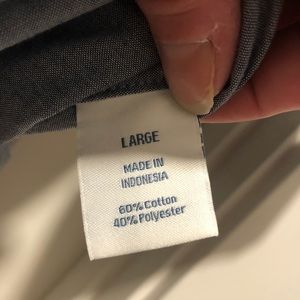 LARGE
MADE IN
INDONESIA
60% Cotton
40% Polyester